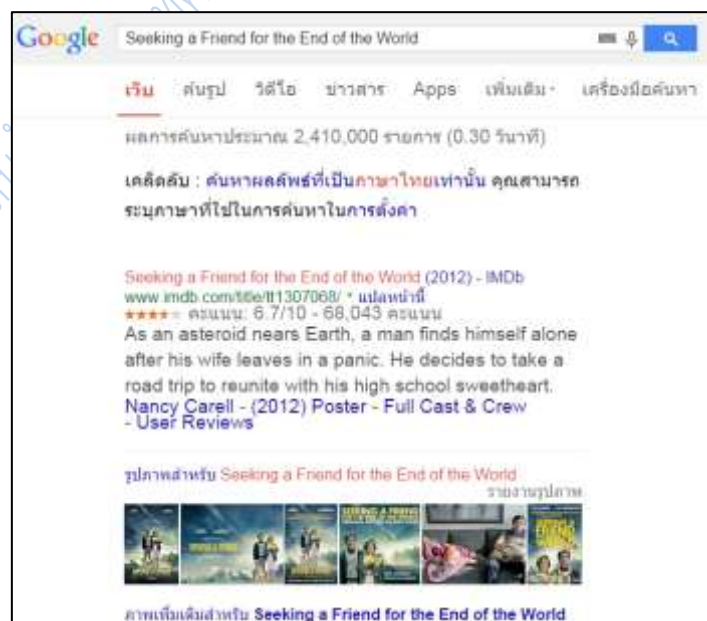 Google Seeking a Friend for the End of the World
เว็บ ค้นรูป วิดีโอ ข่าวสาร Apps เพิ่มเติม เครื่องมือค้นหา
ผลการค้นหาประมาณ 2,410,000 รายการ (0.30 วินาที)
เคล็ดลับ : ค้นหาผลลัพธ์ที่เป็นภาษาไทยเท่านั้น คุณสามารถ
ระบุภาษาที่ใช้ในการค้นหาในการตั้งค่า
Seeking a Friend for the End of the World (2012) - IMDb
www.imdb.com/title/tt1307068/ แปลหน้านี้
คะแนน: 6.7/10 - 68,043 คะแนน
As an asteroid nears Earth, a man finds himself alone
after his wife leaves in a panic. He decides to take a
road trip to reunite with his high school sweetheart.
Nancy Carell - (2012) Poster - Full Cast & Crew
- User Reviews
รูปภาพสำหรับ Seeking a Friend for the End of the World
รายงานรูปภาพ
ภาพเพิ่มเติมสำหรับ Seeking a Friend for the End of the World